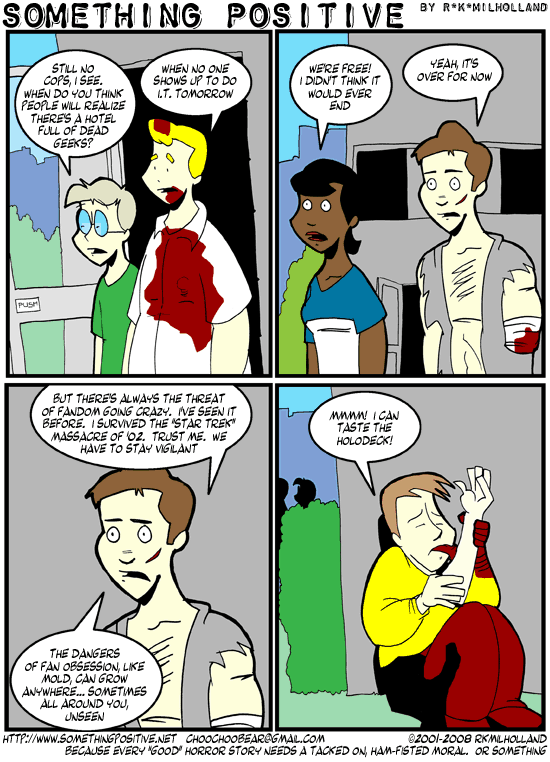 SOMETHING POSITIVE BY R*K*MILHOLLAND
STILL NO
COPS, I SEE.
WHEN DO YOU THINK
PEOPLE WILL REALIZE
THERE'S A HOTEL
FULL OF DEAD
GEEKS?
WHEN NO ONE
SHOWS UP TO DO
I.T. TOMORROW
PUSH
WE'RE FREE!
I DIDN'T THINK IT
WOULD EVER
END
YEAH, IT'S
OVER FOR NOW
BUT THERE'S ALWAYS THE THREAT
OF FANDOM GOING CRAZY. I'VE SEEN IT
BEFORE. I SURVIVED THE "STAR TREK"
MASSACRE OF '02. TRUST ME. WE
HAVE TO STAY VIGILANT
THE DANGERS
OF FAN OBSESSION, LIKE
MOLD, CAN GROW
ANYWHERE... SOMETIMES
ALL AROUND YOU,
UNSEEN
MMMM! I CAN
TASTE THE
HOLODECK!
HTTP://WWW.SOMETHINGPOSITIVE.NET CHOOCHOOBEAR@GMAIL.COM ©2001-2008 RKMILHOLLAND
BECAUSE EVERY "GOOD" HORROR STORY NEEDS A TACKED ON, HAM-FISTED MORAL. OR SOMETHING